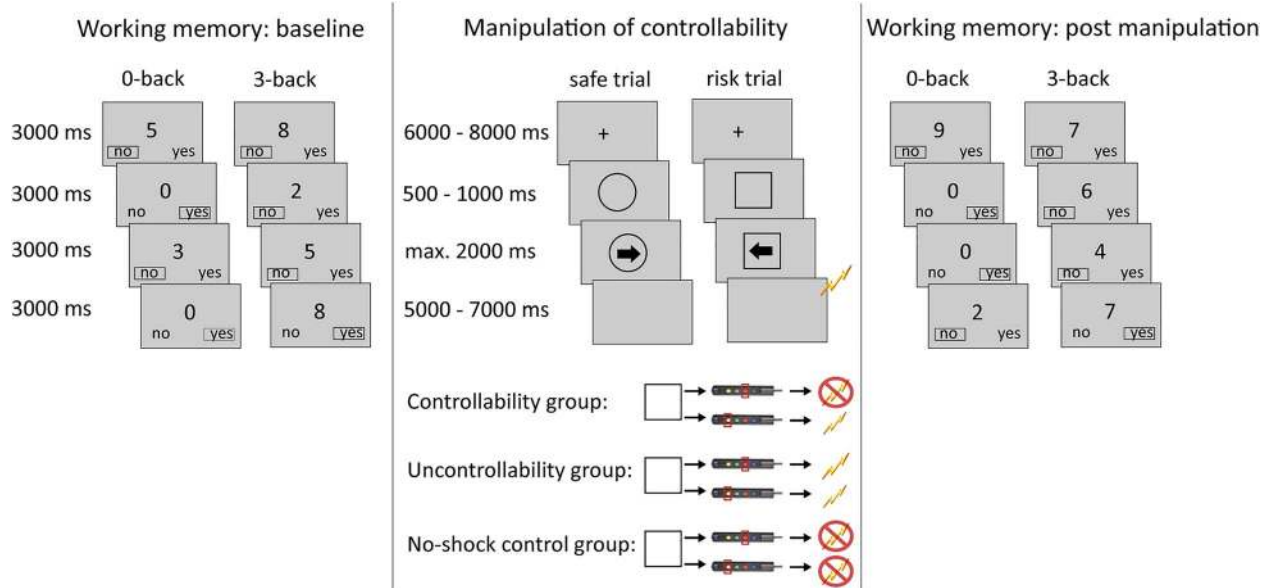 Working memory: baseline
0-back 3-back
3000 ms
5
no yes
8
no yes
3000 ms
0
no yes
2
no yes
3000 ms
3
no yes
5
no yes
3000 ms
0
no yes
8
no yes
Manipulation of controllability
safe trial risk trial
6000 - 8000 ms
+ +
500 - 1000 ms
max. 2000 ms
5000 - 7000 ms
Controllability group:
Uncontrollability group:
No-shock control group:
Working memory: post manipulation
0-back 3-back
9
no yes
7
no yes
0
no yes
6
no yes
0
no yes
4
no yes
2
no yes
7
no yes